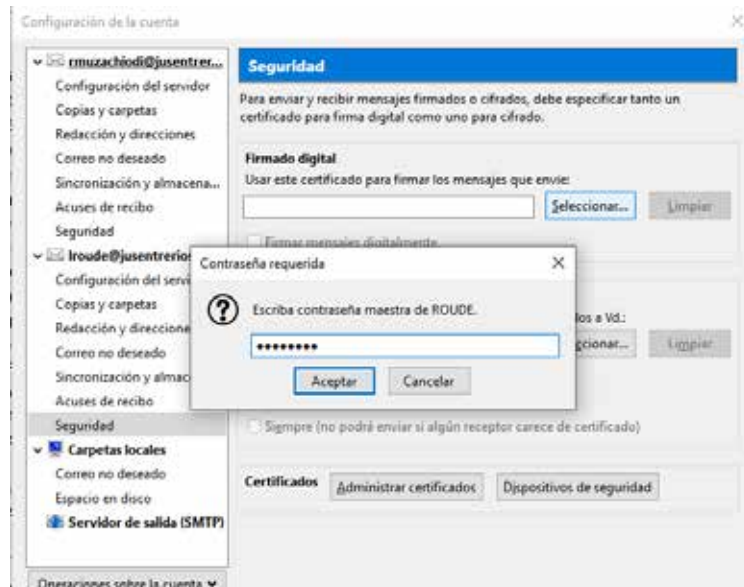 Configuración de la cuenta
rmuzachiodi@jusentrer...
Configuración del servidor
Copias y carpetas
Redacción y direcciones
Correo no deseado
Sincronización y almacena...
Acuses de recibo
Seguridad
lroude@jusentrerios
Configuración del servi
Copias y carpetas
Redacción y direccione
Correo no deseado
Sincronización y almac
Acuses de recibo
Seguridad
Carpetas locales
Correo no deseado
Espacio en disco
Servidor de salida (SMTP)
Operaciones sobre la cuenta
Seguridad
Para enviar y recibir mensajes firmados o cifrados, debe especificar tanto un
certificado para firma digital como uno para cifrado.
Firmado digital
Usar este certificado para firmar los mensajes que envíe:
Seleccionar... Limpiar
Firmar mensajes digitalmente
Contraseña requerida
Escriba contraseña maestra de ROUDE.
Aceptar Cancelar
los a Vd.:
ccionar... Limpiar
Siempre (no podrá enviar si algún receptor carece de certificado)
Certificados Administrar certificados Dispositivos de seguridad